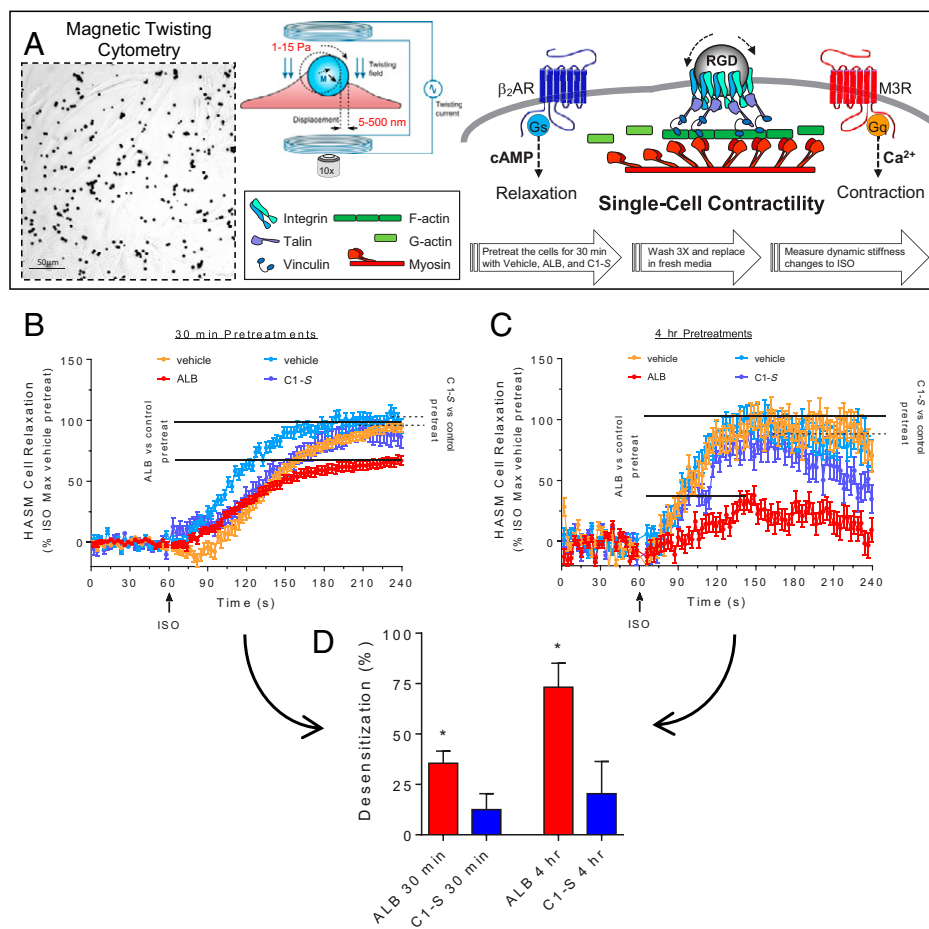 A
Magnetic Twisting
Cytometry
50µm
1-15 Pa
M
Twisting
field
Displacement
5-500 nm
Twisting
current
10x
Integrin
Talin
Vinculin
F-actin
G-actin
Myosin
β2AR
Gs
cAMP
Relaxation
RGD
M3R
Gq
Ca2+
Contraction
Single-Cell Contractility
Pretreat the cells for 30 min
with Vehicle, ALB, and C1-S
Wash 3X and replace
in fresh media
Measure dynamic stiffness
changes to ISO
B
30 min Pretreatments
vehicle
ALB
vehicle
C1-S
HASM Cell Relaxation
(% ISO Max vehicle pretreat)
150
100
50
0
ALB vs control
pretreat
C1-S vs control
pretreat
0 30 60 90 120 150 180 210 240
Time (s)
ISO
C
4 hr Pretreatments
vehicle
ALB
vehicle
C1-S
HASM Cell Relaxation
(% ISO Max vehicle pretreat)
150
100
50
0
ALB vs control
pretreat
C1-S vs control
pretreat
0 30 60 90 120 150 180 210 240
Time (s)
ISO
D
Desensitization (%)
100
75
50
25
0
*
*
ALB 30 min
C1-S 30 min
ALB 4 hr
C1-S 4 hr